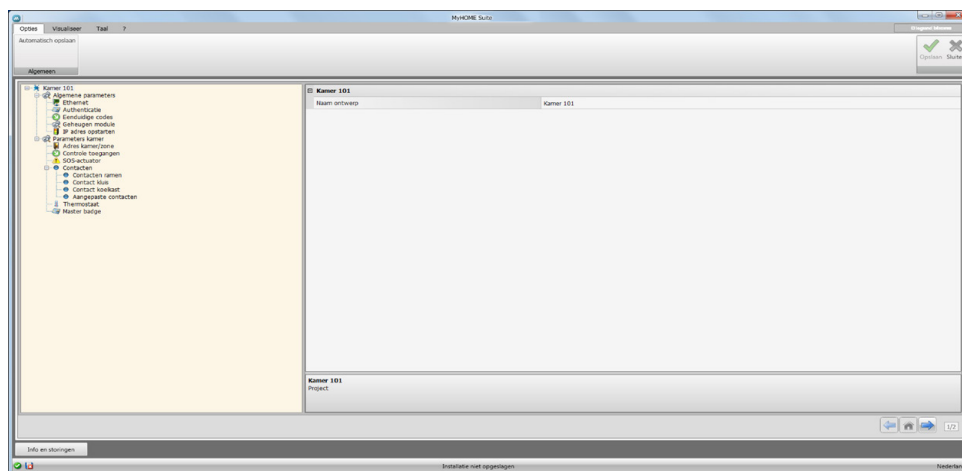 MyHOME Suite
Opties Visualiseer Taal ?
Automatisch opslaan
Opslaan Sluite
Algemeen
Kamer 101
Algemene parameters
Ethernet
Authenticatie
Eenduidige codes
Geheugen module
IP adres opstarten
Parameters kamer
Adres kamer/zone
Controle toegangen
SOS-actuator
Contacten
Contacten ramen
Contact kluis
Contact koelkast
Aangepaste contacten
Thermostaat
Master badge
Kamer 101
Naam ontwerp Kamer 101
Kamer 101
Project
1/2
Info en storingen
Installatie niet opgeslagen
Nederlan